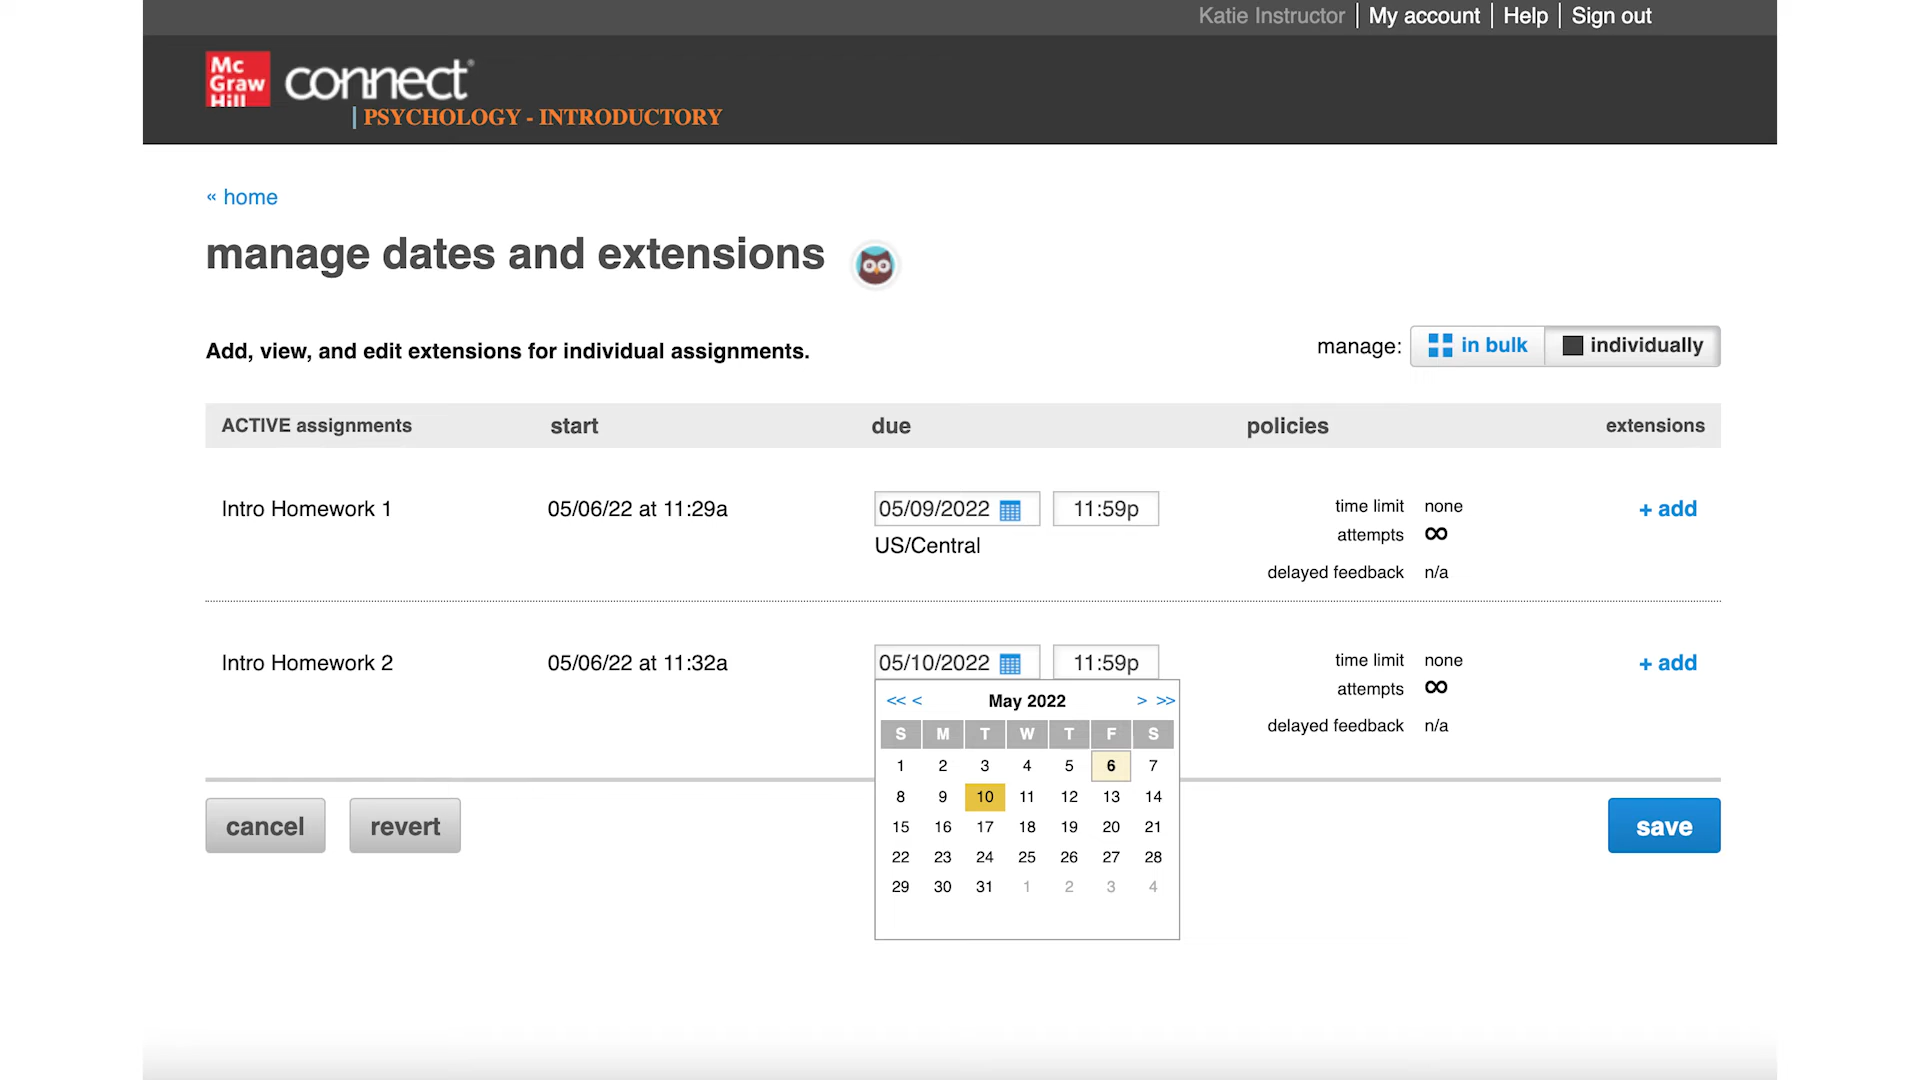 Katie Instructor | My account | Help | Sign out
Mc
Graw
Hill
connect®
| PSYCHOLOGY - INTRODUCTORY
« home
manage dates and extensions
Add, view, and edit extensions for individual assignments.
manage: in bulk individually
ACTIVE assignments start due policies extensions
Intro Homework 1 05/06/22 at 11:29a 05/09/2022 11:59p time limit none + add
US/Central attempts ∞
delayed feedback n/a
Intro Homework 2 05/06/22 at 11:32a 05/10/2022 11:59p time limit none + add
attempts ∞
<< < May 2022 > >>
delayed feedback n/a
S M T W T F S
1 2 3 4 5 6 7
8 9 10 11 12 13 14
15 16 17 18 19 20 21
22 23 24 25 26 27 28
29 30 31 1 2 3 4
cancel revert save